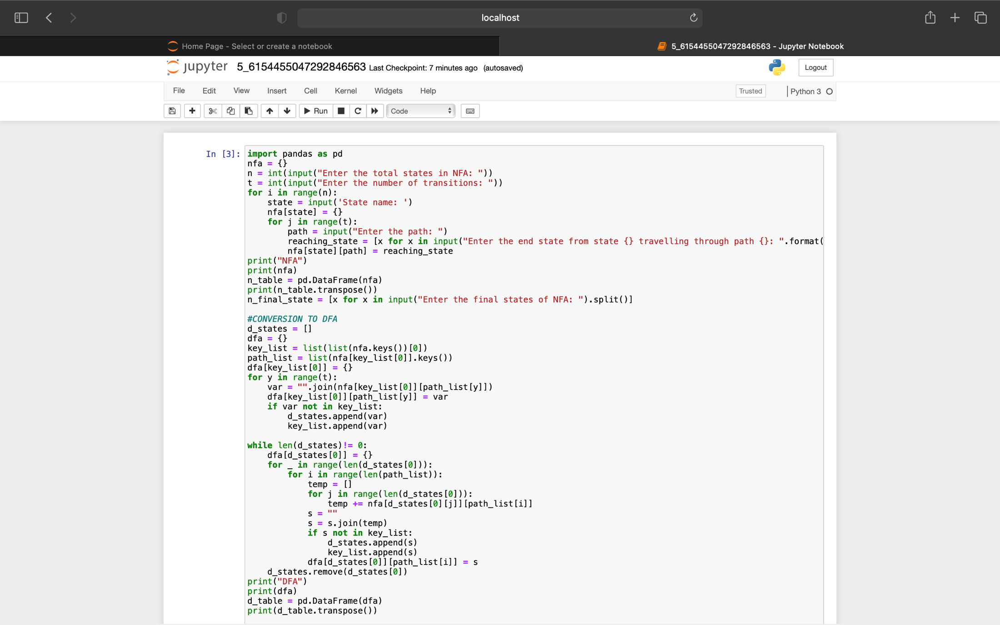 localhost
Home Page - Select or create a notebook
5_6154455047292846563 - Jupyter Notebook
jupyter 5_6154455047292846563 Last Checkpoint: 7 minutes ago (autosaved)
Logout
File Edit View Insert Cell Kernel Widgets Help
Trusted
Python 3
Run
Code
In [3]:
import pandas as pd
nfa = {}
n = int(input("Enter the total states in NFA: "))
t = int(input("Enter the number of transitions: "))
for i in range(n):
    state = input('State name: ')
    nfa[state] = {}
    for j in range(t):
        path = input("Enter the path: ")
        reaching_state = [x for x in input("Enter the end state from state {} travelling through path {}: ".format(
        nfa[state][path] = reaching_state
print("NFA")
print(nfa)
n_table = pd.DataFrame(nfa)
print(n_table.transpose())
n_final_state = [x for x in input("Enter the final states of NFA: ").split()]
#CONVERSION TO DFA
d_states = []
dfa = {}
key_list = list(list(nfa.keys())[0])
path_list = list(nfa[key_list[0]].keys())
dfa[key_list[0]] = {}
for y in range(t):
    var = "".join(nfa[key_list[0]][path_list[y]])
    dfa[key_list[0]][path_list[y]] = var
    if var not in key_list:
        d_states.append(var)
        key_list.append(var)
while len(d_states)!= 0:
    dfa[d_states[0]] = {}
    for _ in range(len(d_states[0])):
        for i in range(len(path_list)):
            temp = []
            for j in range(len(d_states[0])):
                temp += nfa[d_states[0][j]][path_list[i]]
            s = ""
            s = s.join(temp)
            if s not in key_list:
                d_states.append(s)
                key_list.append(s)
            dfa[d_states[0]][path_list[i]] = s
    d_states.remove(d_states[0])
print("DFA")
print(dfa)
d_table = pd.DataFrame(dfa)
print(d_table.transpose())